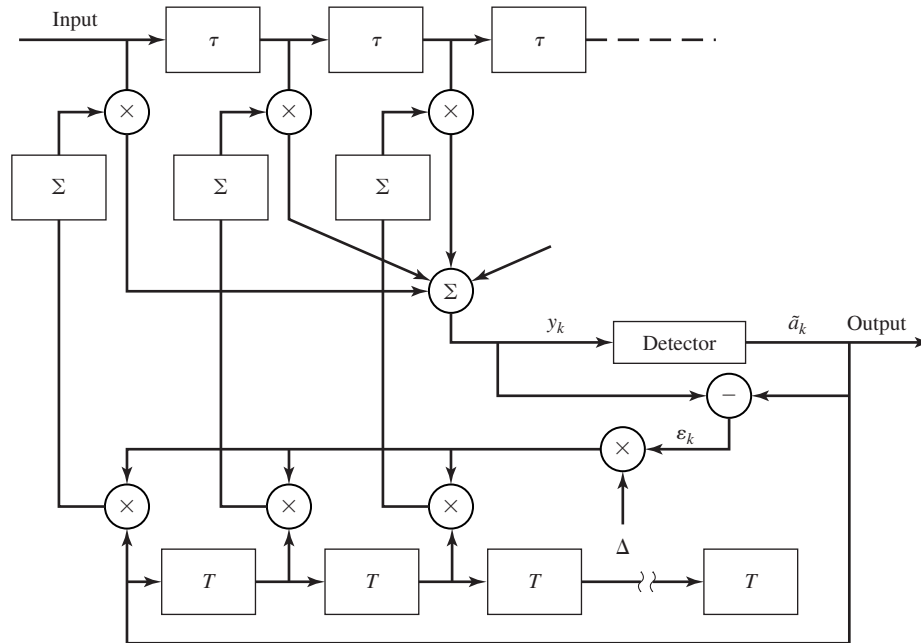 Input
τ
τ
τ
×
×
×
Σ
Σ
Σ
Σ
y_k
Detector
ã_k
Output
−
ε_k
×
×
×
×
Δ
T
T
T
T